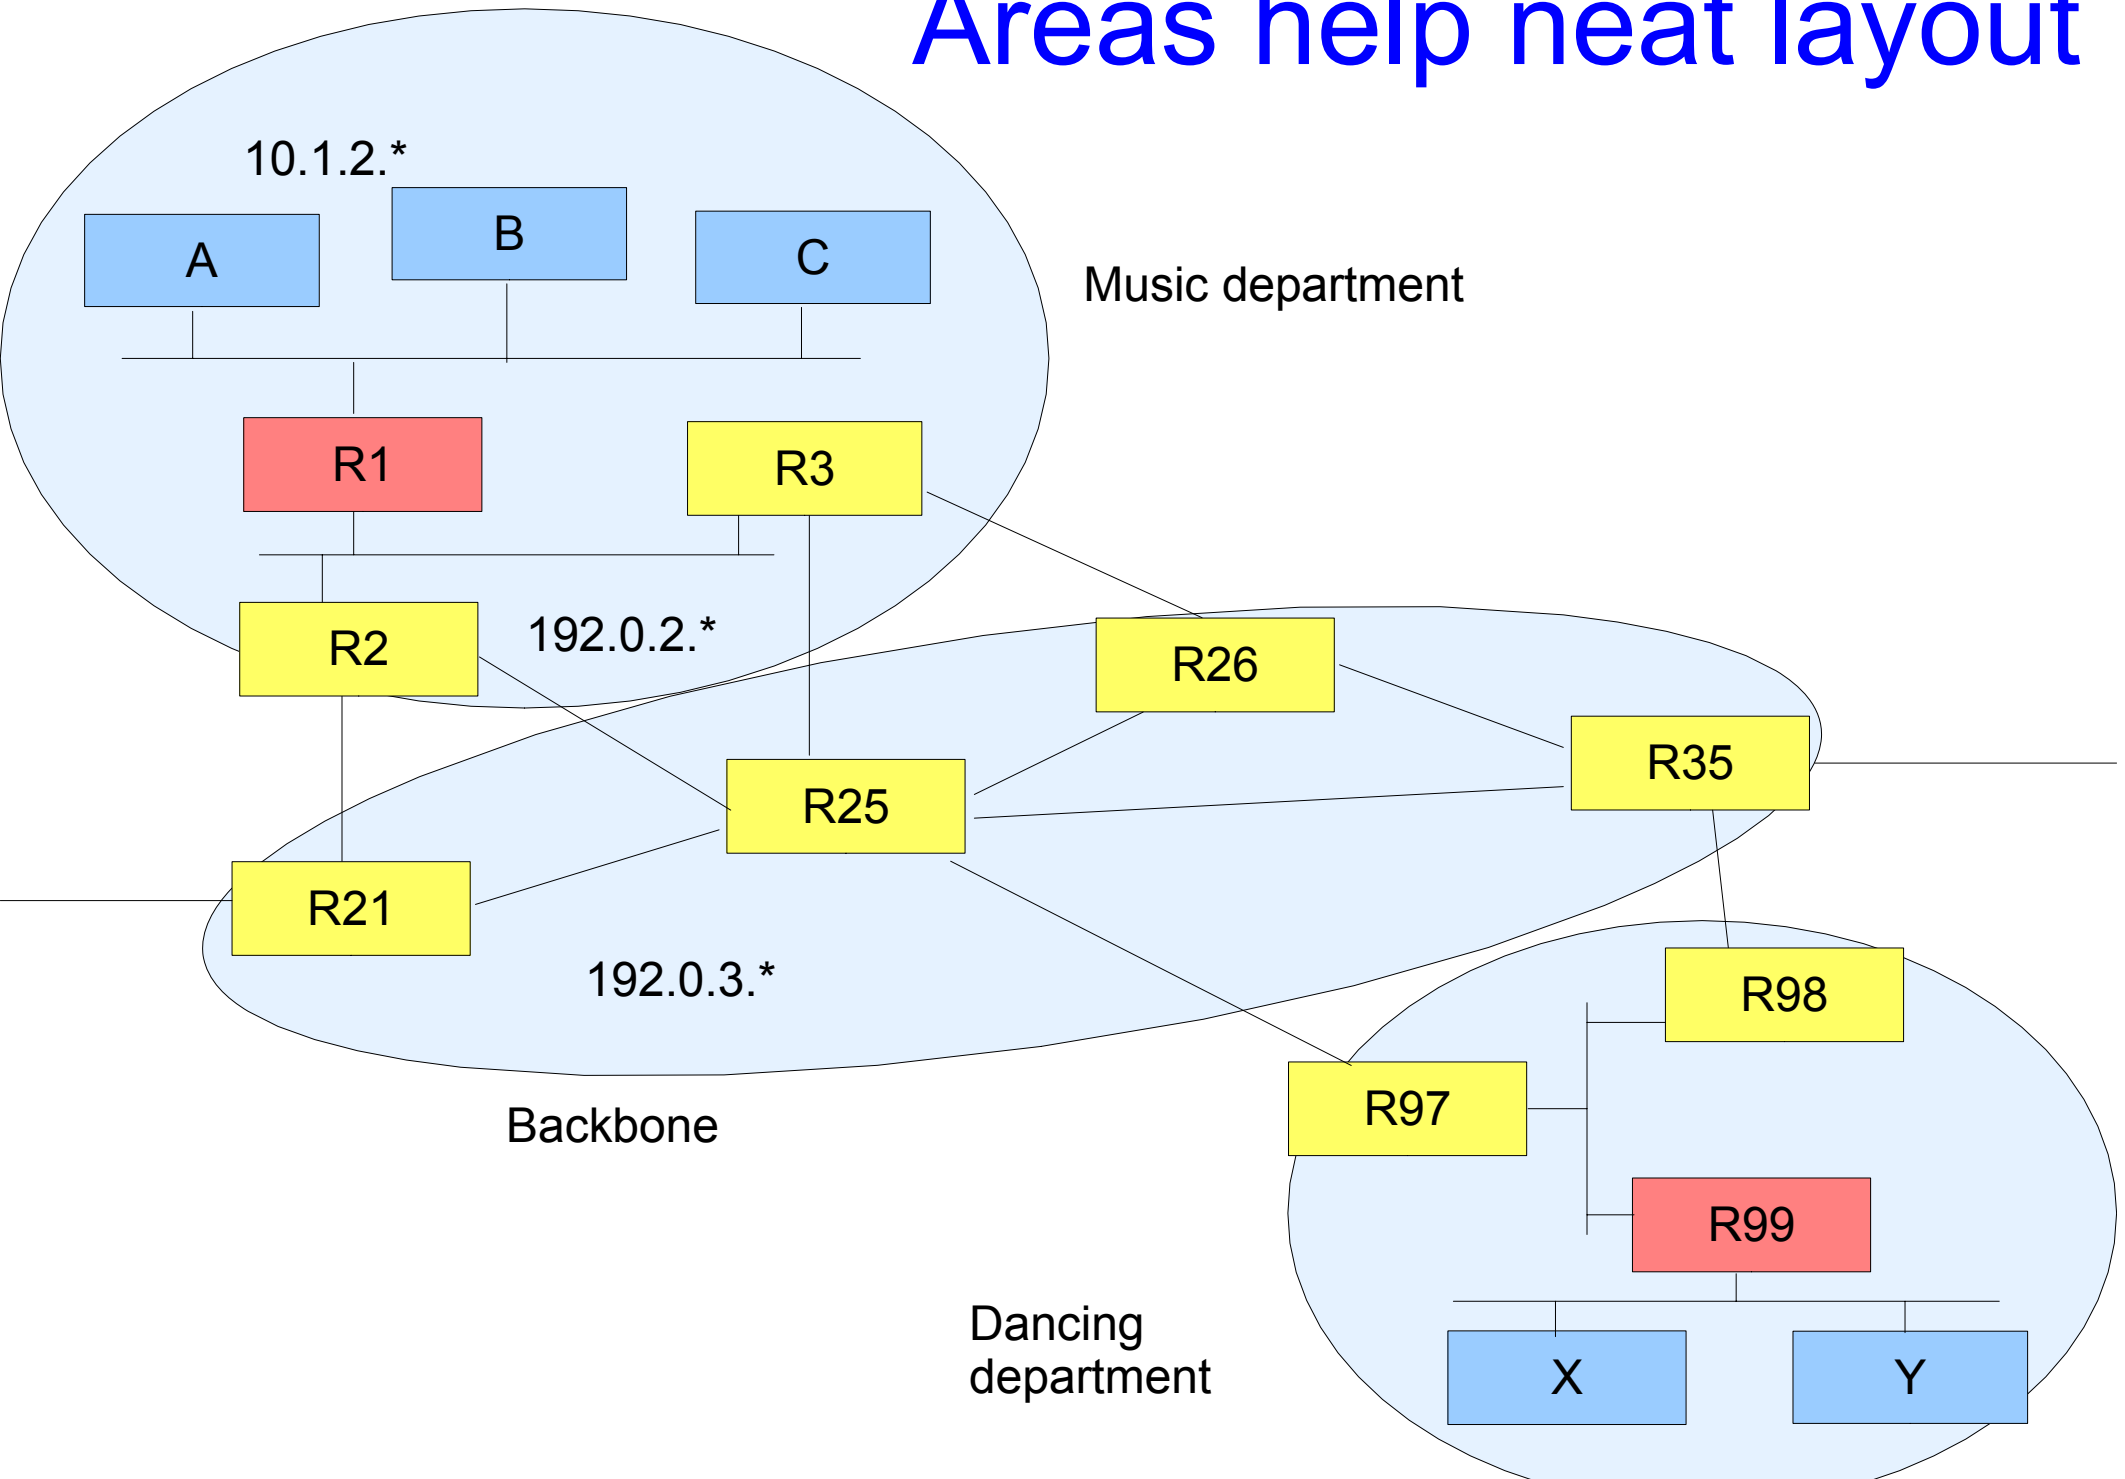 Areas help neat layout
10.1.2.*
A
B
C
Music department
R1
R3
R2
192.0.2.*
R26
R35
R25
R21
192.0.3.*
R98
R97
Backbone
R99
Dancing
department
X
Y